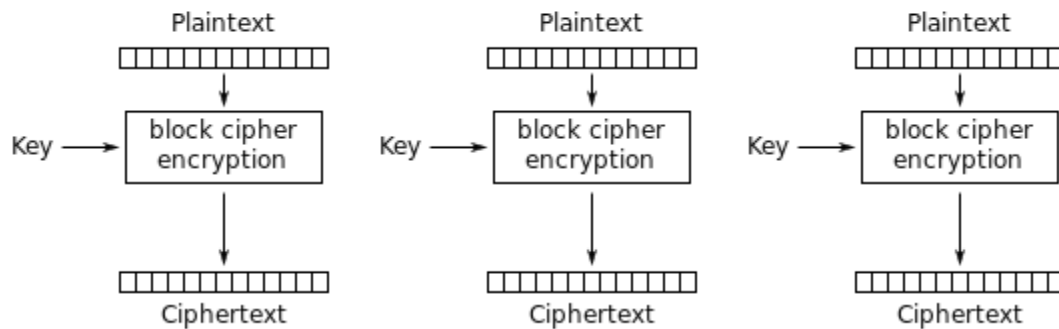 Plaintext Plaintext Plaintext
Key block cipher encryption Key block cipher encryption Key block cipher encryption
Ciphertext Ciphertext Ciphertext